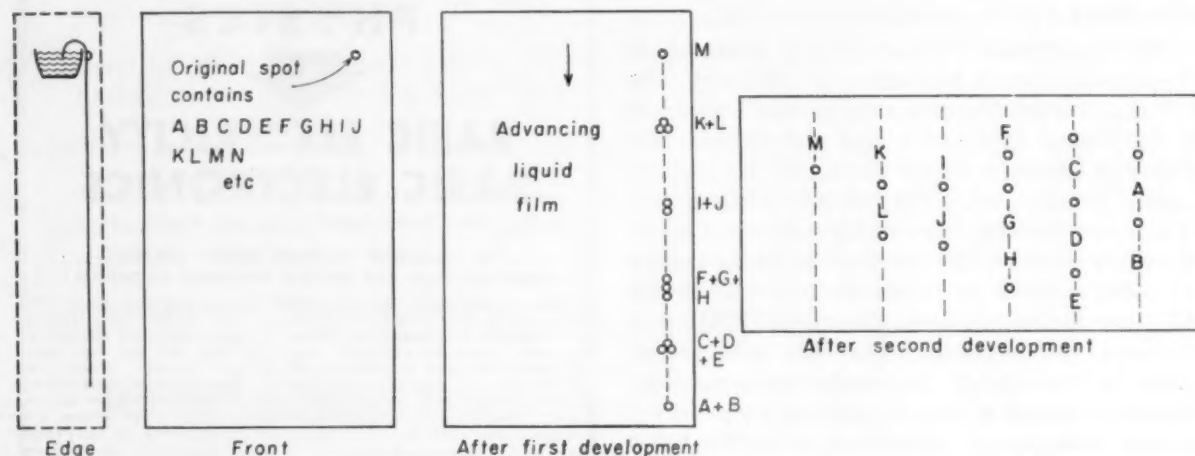 Original spot
contains
A B C D E F G H I J
K L M N
etc
Edge
Front
Advancing
liquid
film
M
K+L
I+J
F+G+
H
C+D
+E
A+B
After first development
M
K
L
I
J
F
G
H
C
D
E
A
B
After second development